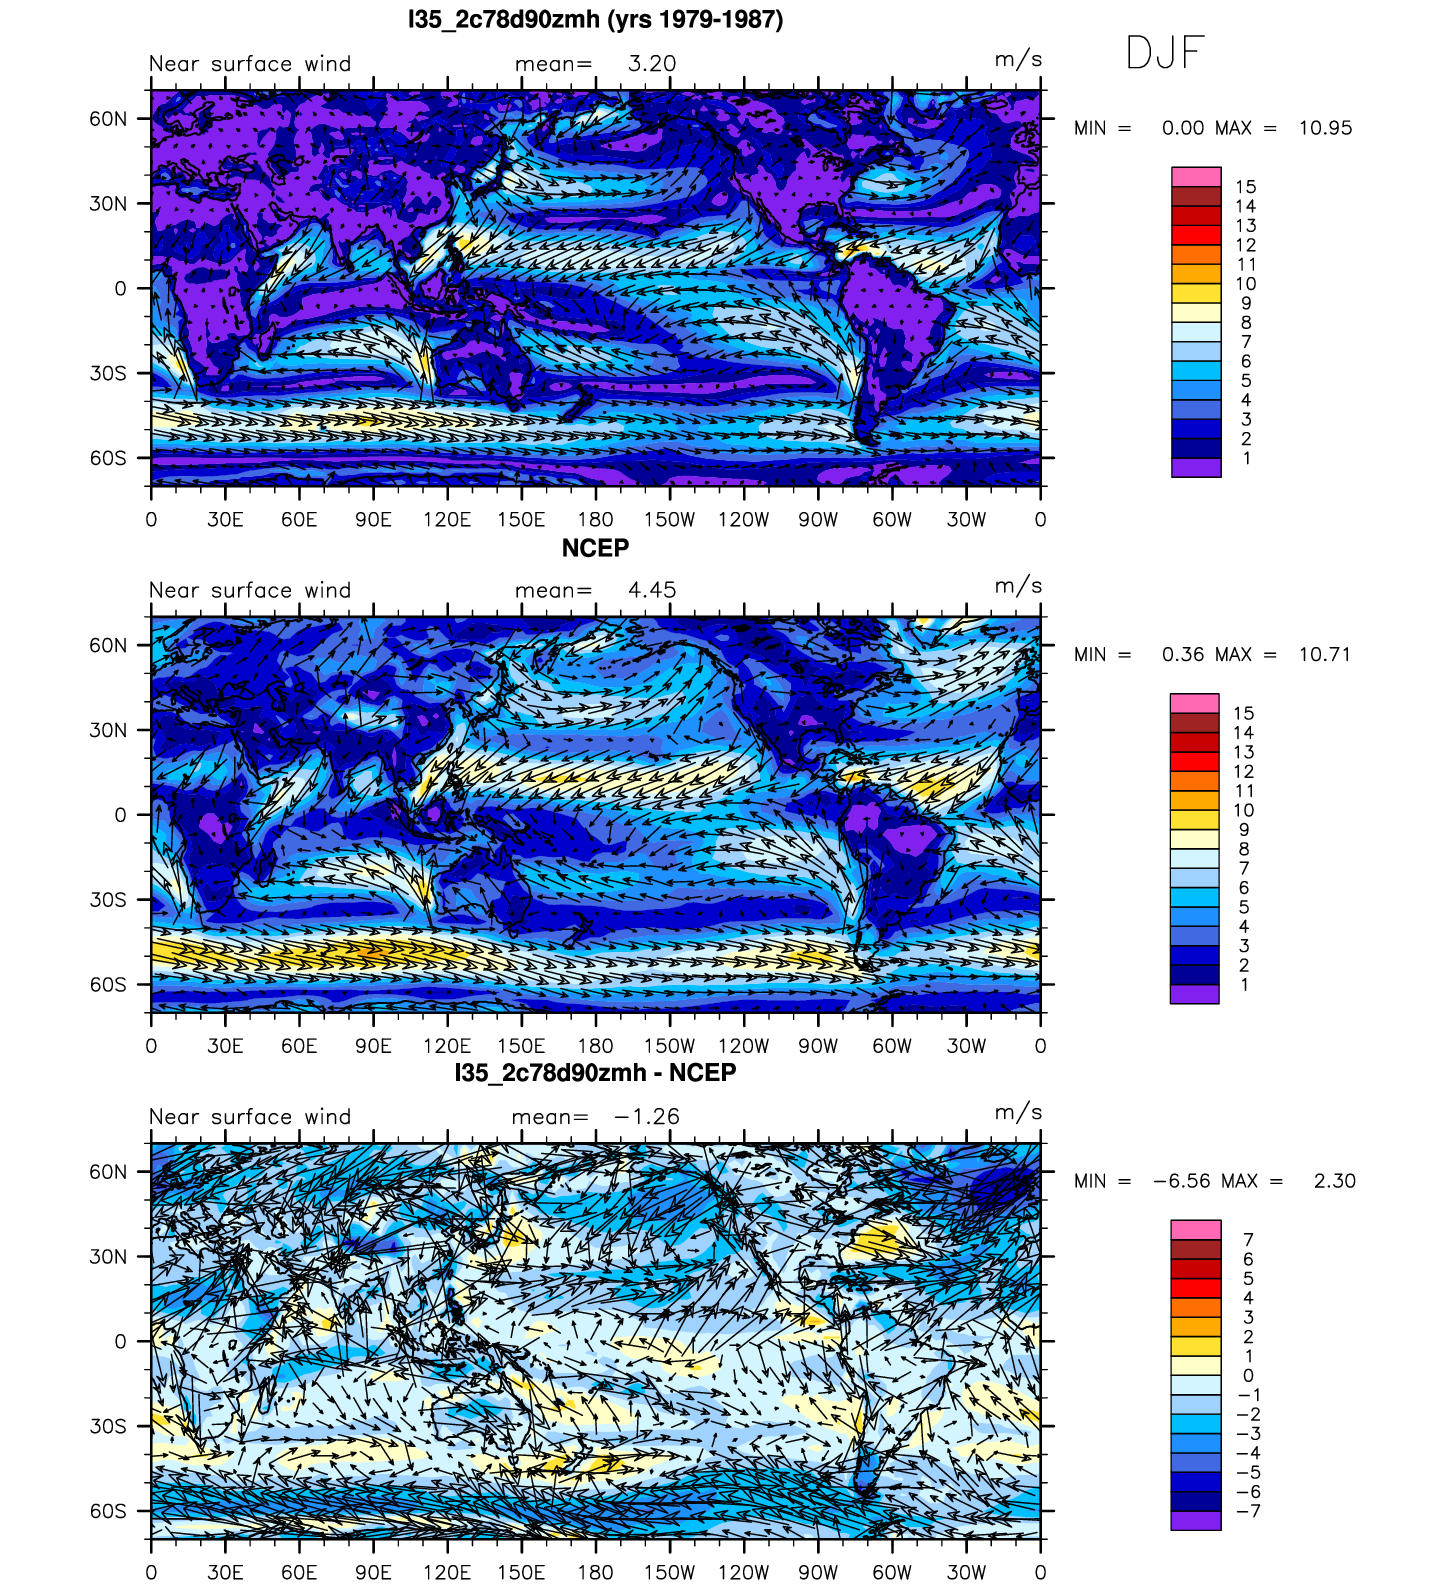 I35_2c78d90zmh (yrs 1979-1987)
DJF
Near surface wind mean= 3.20 m/s
MIN = 0.00 MAX = 10.95
60N
30N
0
30S
60S
0 30E 60E 90E 120E 150E 180 150W 120W 90W 60W 30W 0
15
14
13
12
11
10
9
8
7
6
5
4
3
2
1
NCEP
Near surface wind mean= 4.45 m/s
MIN = 0.36 MAX = 10.71
60N
30N
0
30S
60S
0 30E 60E 90E 120E 150E 180 150W 120W 90W 60W 30W 0
15
14
13
12
11
10
9
8
7
6
5
4
3
2
1
I35_2c78d90zmh - NCEP
Near surface wind mean= −1.26 m/s
MIN = −6.56 MAX = 2.30
60N
30N
0
30S
60S
0 30E 60E 90E 120E 150E 180 150W 120W 90W 60W 30W 0
7
6
5
4
3
2
1
0
−1
−2
−3
−4
−5
−6
−7